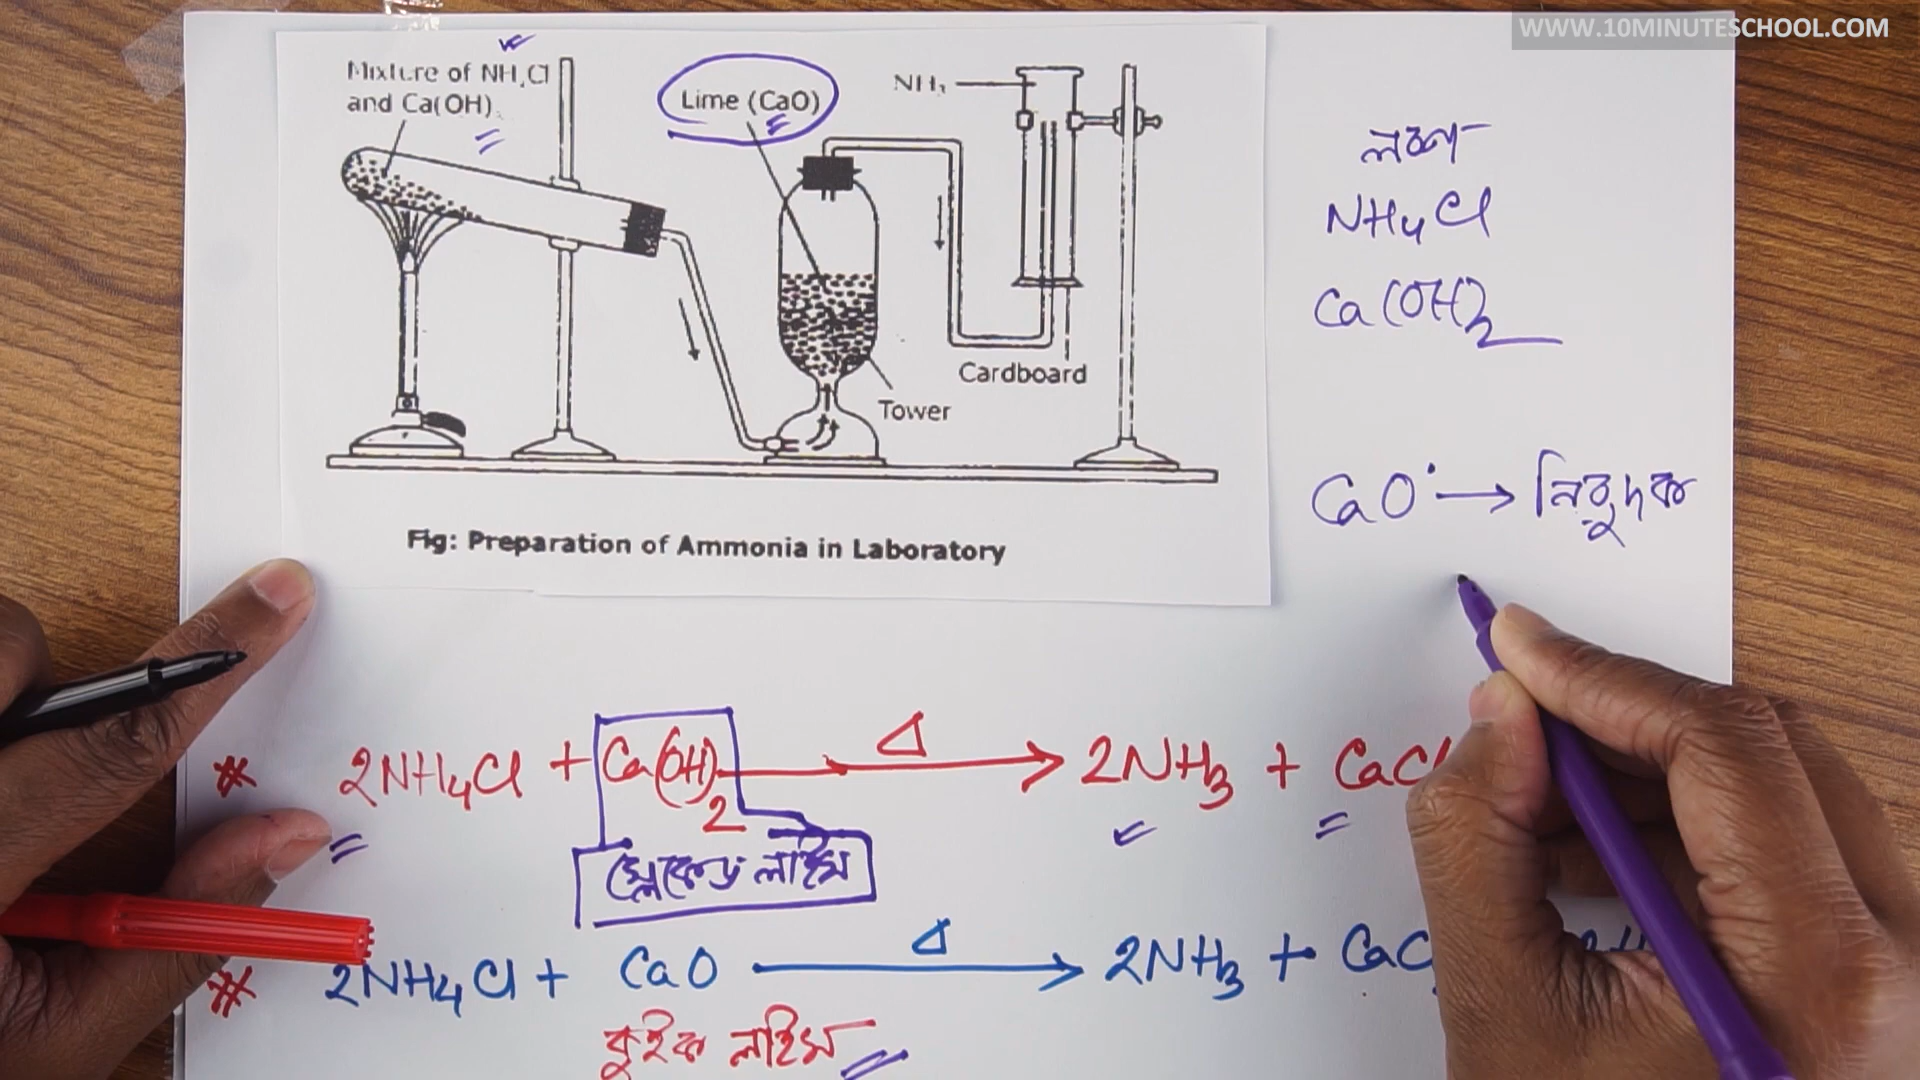 WWW.10MINUTESCHOOL.COM
Mixture of NH₄Cl
and Ca(OH)
Lime (CaO)
NH₃
Cardboard
Tower
Fig: Preparation of Ammonia in Laboratory
লবণ
NH4Cl
Ca(OH)2
CaO → নিরুদক
* 2NH4Cl + Ca(OH)2 → Δ → 2NH3 + CaCl
স্লেকেড লাইম
* 2NH4Cl + CaO Δ → 2NH3 + CaC
কুইক লাইম